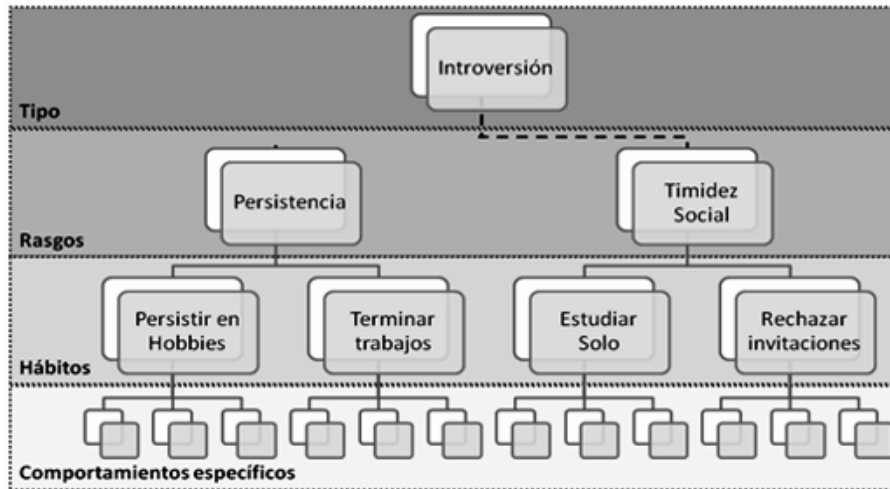 Introversión
Tipo
Persistencia
Timidez
Social
Rasgos
Persistir en
Hobbies
Terminar
trabajos
Estudiar
Solo
Rechazar
invitaciones
Hábitos
Comportamientos específicos